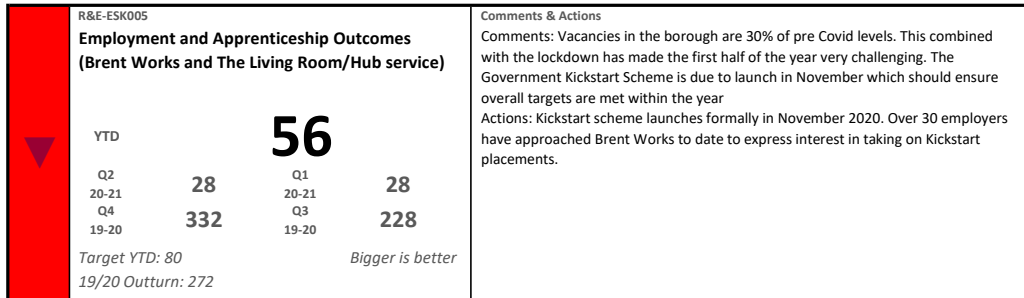 R&E-ESK005
Employment and Apprenticeship Outcomes
(Brent Works and The Living Room/Hub service)
YTD 56
Q2 20-21 28 Q1 20-21 28
Q4 19-20 332 Q3 19-20 228
Target YTD: 80 Bigger is better
19/20 Outturn: 272
Comments & Actions
Comments: Vacancies in the borough are 30% of pre Covid levels. This combined
with the lockdown has made the first half of the year very challenging. The
Government Kickstart Scheme is due to launch in November which should ensure
overall targets are met within the year
Actions: Kickstart scheme launches formally in November 2020. Over 30 employers
have approached Brent Works to date to express interest in taking on Kickstart
placements.